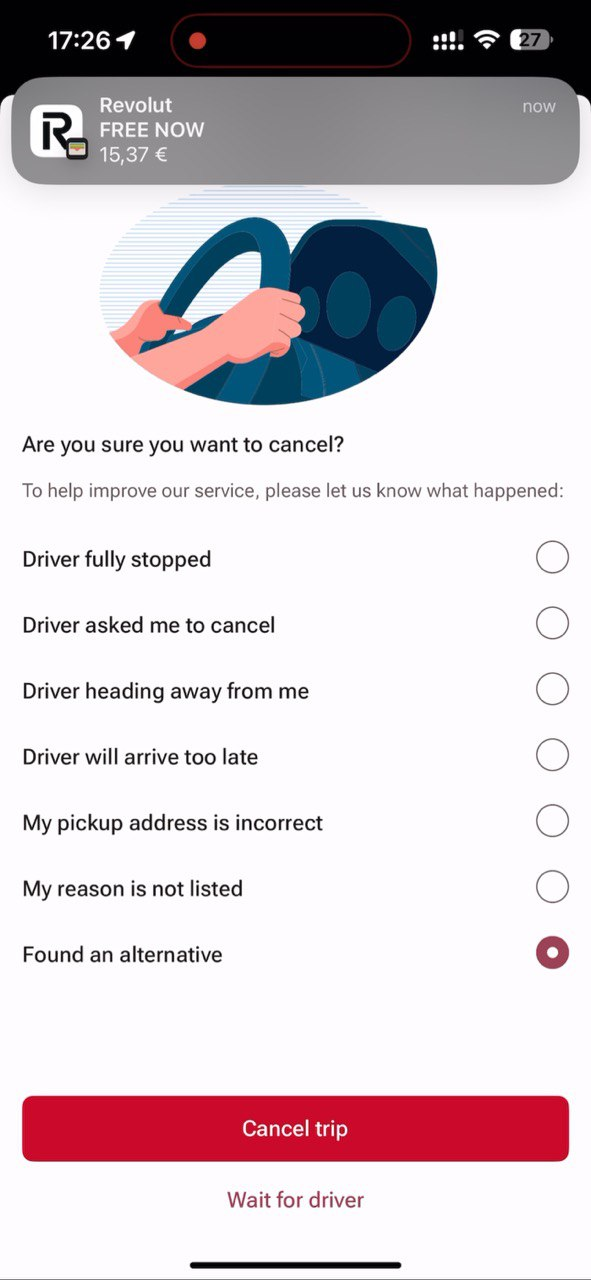 17:26
27
Revolut
now
FREE NOW
15,37 €
Are you sure you want to cancel?
To help improve our service, please let us know what happened:
Driver fully stopped
Driver asked me to cancel
Driver heading away from me
Driver will arrive too late
My pickup address is incorrect
My reason is not listed
Found an alternative
Cancel trip
Wait for driver